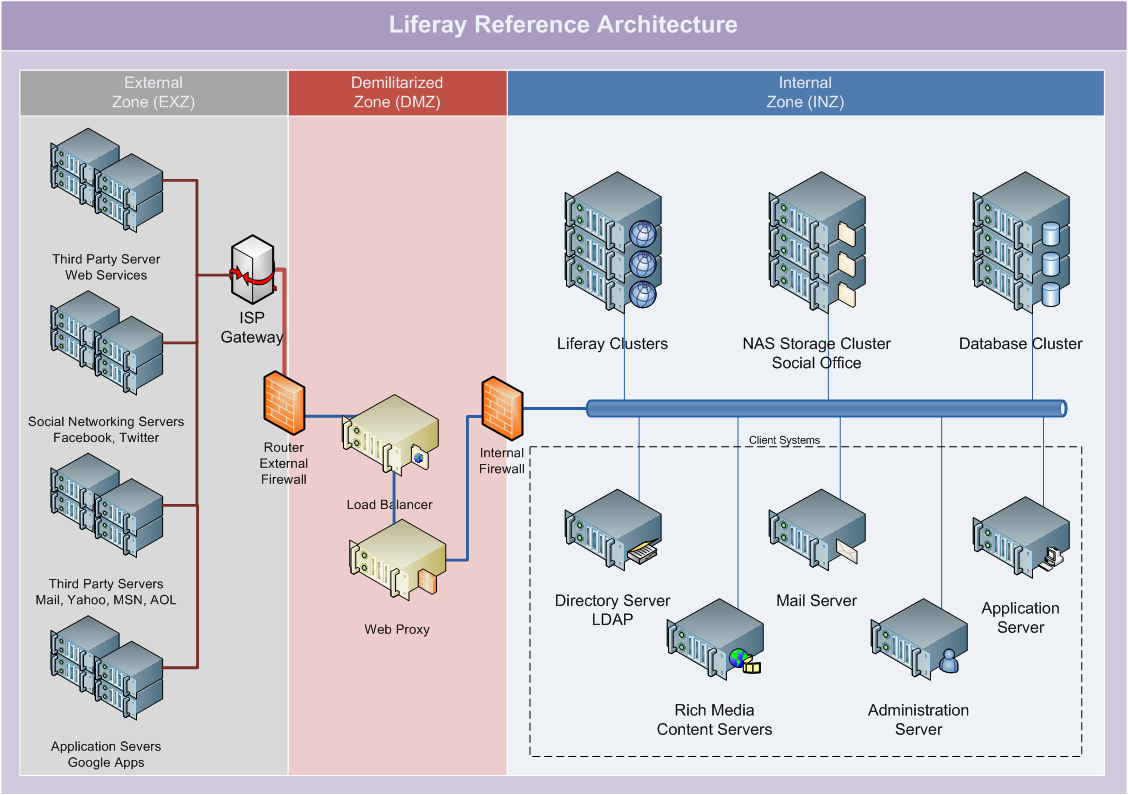 Liferay Reference Architecture
External
Zone (EXZ)
Demilitarized
Zone (DMZ)
Internal
Zone (INZ)
Third Party Server
Web Services
Social Networking Servers
Facebook, Twitter
Third Party Servers
Mail, Yahoo, MSN, AOL
Application Severs
Google Apps
ISP
Gateway
Router
External
Firewall
Load Balancer
Web Proxy
Internal
Firewall
Liferay Clusters
NAS Storage Cluster
Social Office
Database Cluster
Client Systems
Directory Server
LDAP
Mail Server
Application
Server
Rich Media
Content Servers
Administration
Server